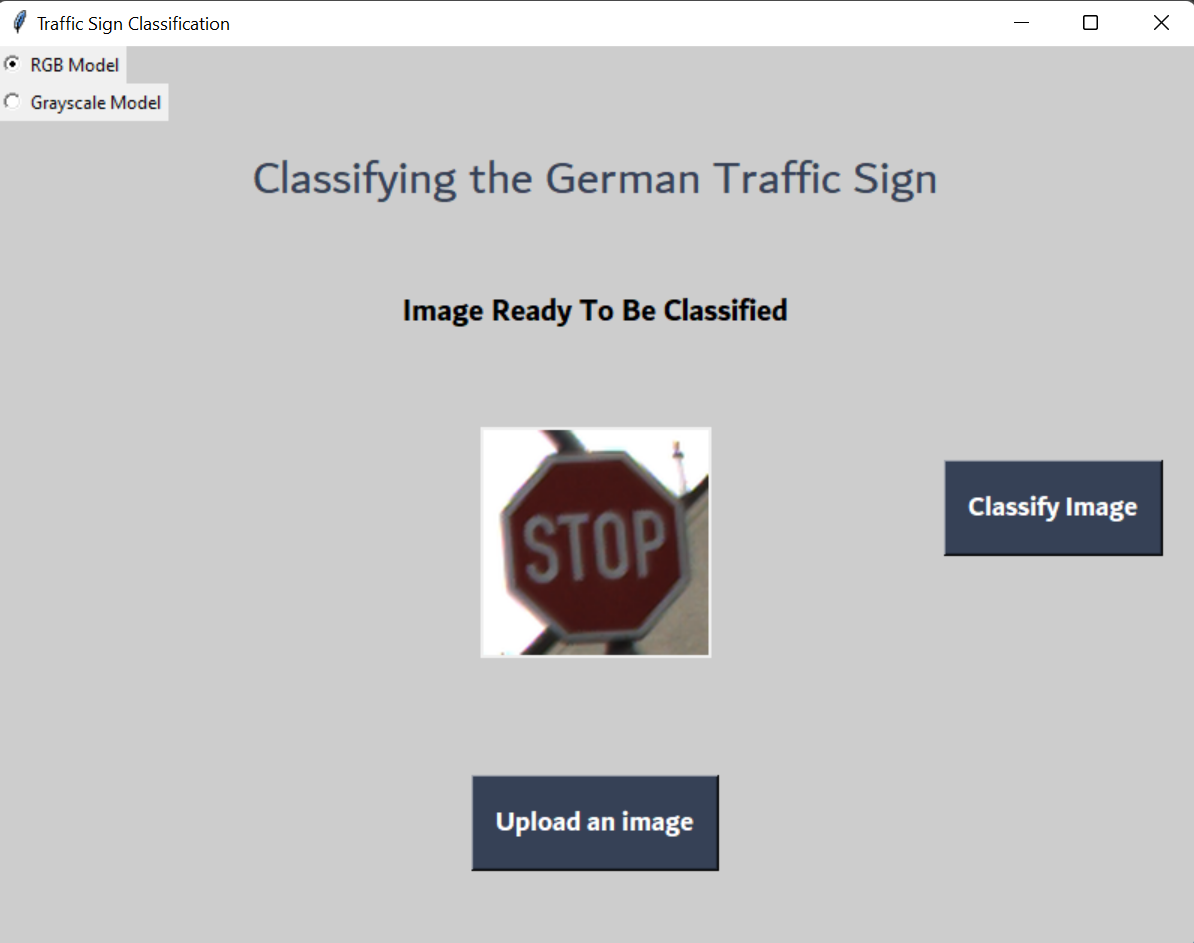 Traffic Sign Classification
RGB Model
Grayscale Model
Classifying the German Traffic Sign
Image Ready To Be Classified
STOP
Classify Image
Upload an image